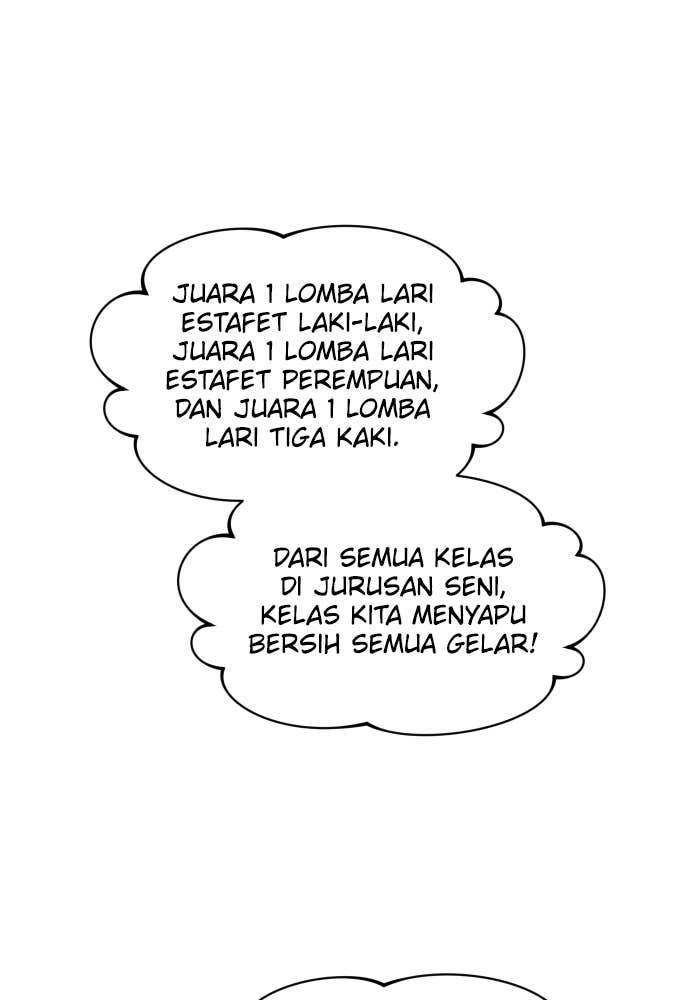 JUARA 1 LOMBA LARI
ESTAFET LAKI-LAKI,
JUARA 1 LOMBA LARI
ESTAFET PEREMPUAN,
DAN JUARA 1 LOMBA
LARI TIGA KAKI.
DARI SEMUA KELAS
DI JURUSAN SENI,
KELAS KITA MENYAPU
BERSIH SEMUA GELAR!